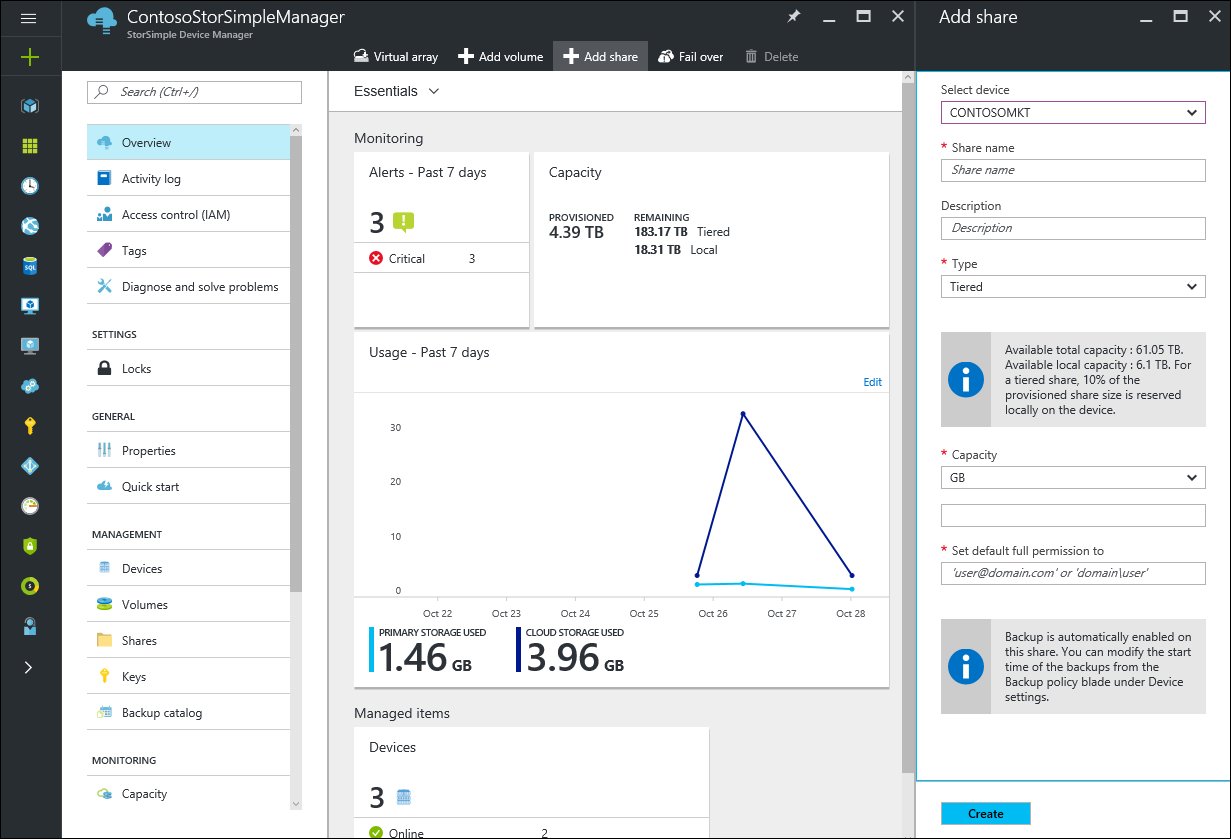 ContosoStorSimpleManager
StorSimple Device Manager
Virtual array
Add volume
Add share
Fail over
Delete
Search (Ctrl+/)
Overview
Activity log
Access control (IAM)
Tags
Diagnose and solve problems
SETTINGS
Locks
GENERAL
Properties
Quick start
MANAGEMENT
Devices
Volumes
Shares
Keys
Backup catalog
MONITORING
Capacity
Essentials
Monitoring
Alerts - Past 7 days
3
Critical 3
Capacity
PROVISIONED
4.39 TB
REMAINING
183.17 TB Tiered
18.31 TB Local
Usage - Past 7 days
Edit
30
20
10
0
Oct 22 Oct 23 Oct 24 Oct 25 Oct 26 Oct 27 Oct 28
PRIMARY STORAGE USED
1.46 GB
CLOUD STORAGE USED
3.96 GB
Managed items
Devices
3
Online 2
Add share
Select device
CONTOSOMKT
* Share name
Share name
Description
Description
* Type
Tiered
Available total capacity : 61.05 TB.
Available local capacity : 6.1 TB. For
a tiered share, 10% of the
provisioned share size is reserved
locally on the device.
* Capacity
GB
* Set default full permission to
'user@domain.com' or 'domain\user'
Backup is automatically enabled on
this share. You can modify the start
time of the backups from the
Backup policy blade under Device
settings.
Create
SQL